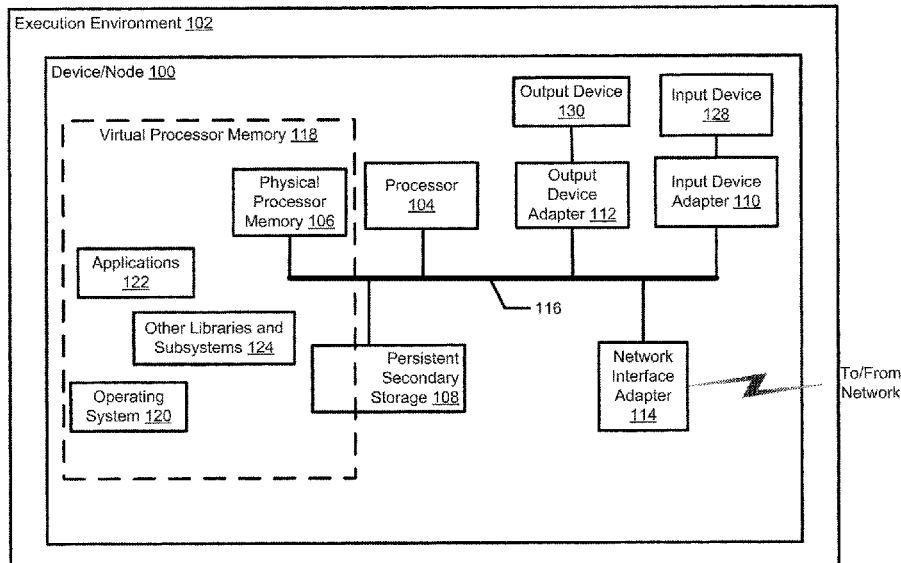 Execution Environment 102
Device/Node 100
Output Device
130
Input Device
128
Virtual Processor Memory 118
Physical
Processor
Memory 106
Processor
104
Output
Device
Adapter 112
Input Device
Adapter 110
Applications
122
116
Other Libraries and
Subsystems 124
Persistent
Secondary
Storage 108
Network
Interface
Adapter
114
To/From
Network
Operating
System 120